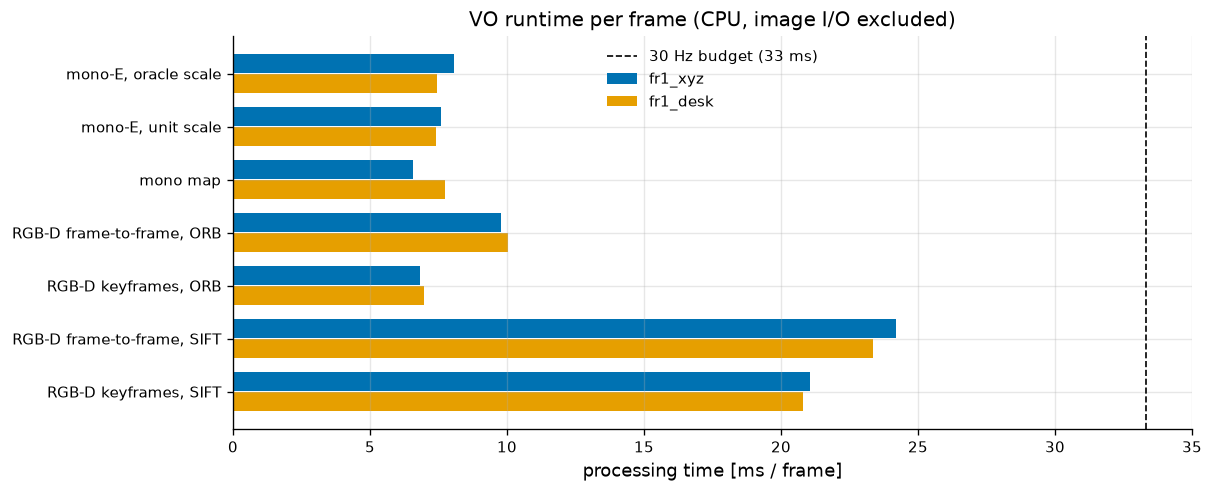 VO runtime per frame (CPU, image I/O excluded)
30 Hz budget (33 ms)
fr1_xyz
fr1_desk
mono-E, oracle scale
mono-E, unit scale
mono map
RGB-D frame-to-frame, ORB
RGB-D keyframes, ORB
RGB-D frame-to-frame, SIFT
RGB-D keyframes, SIFT
0 5 10 15 20 25 30 35
processing time [ms / frame]